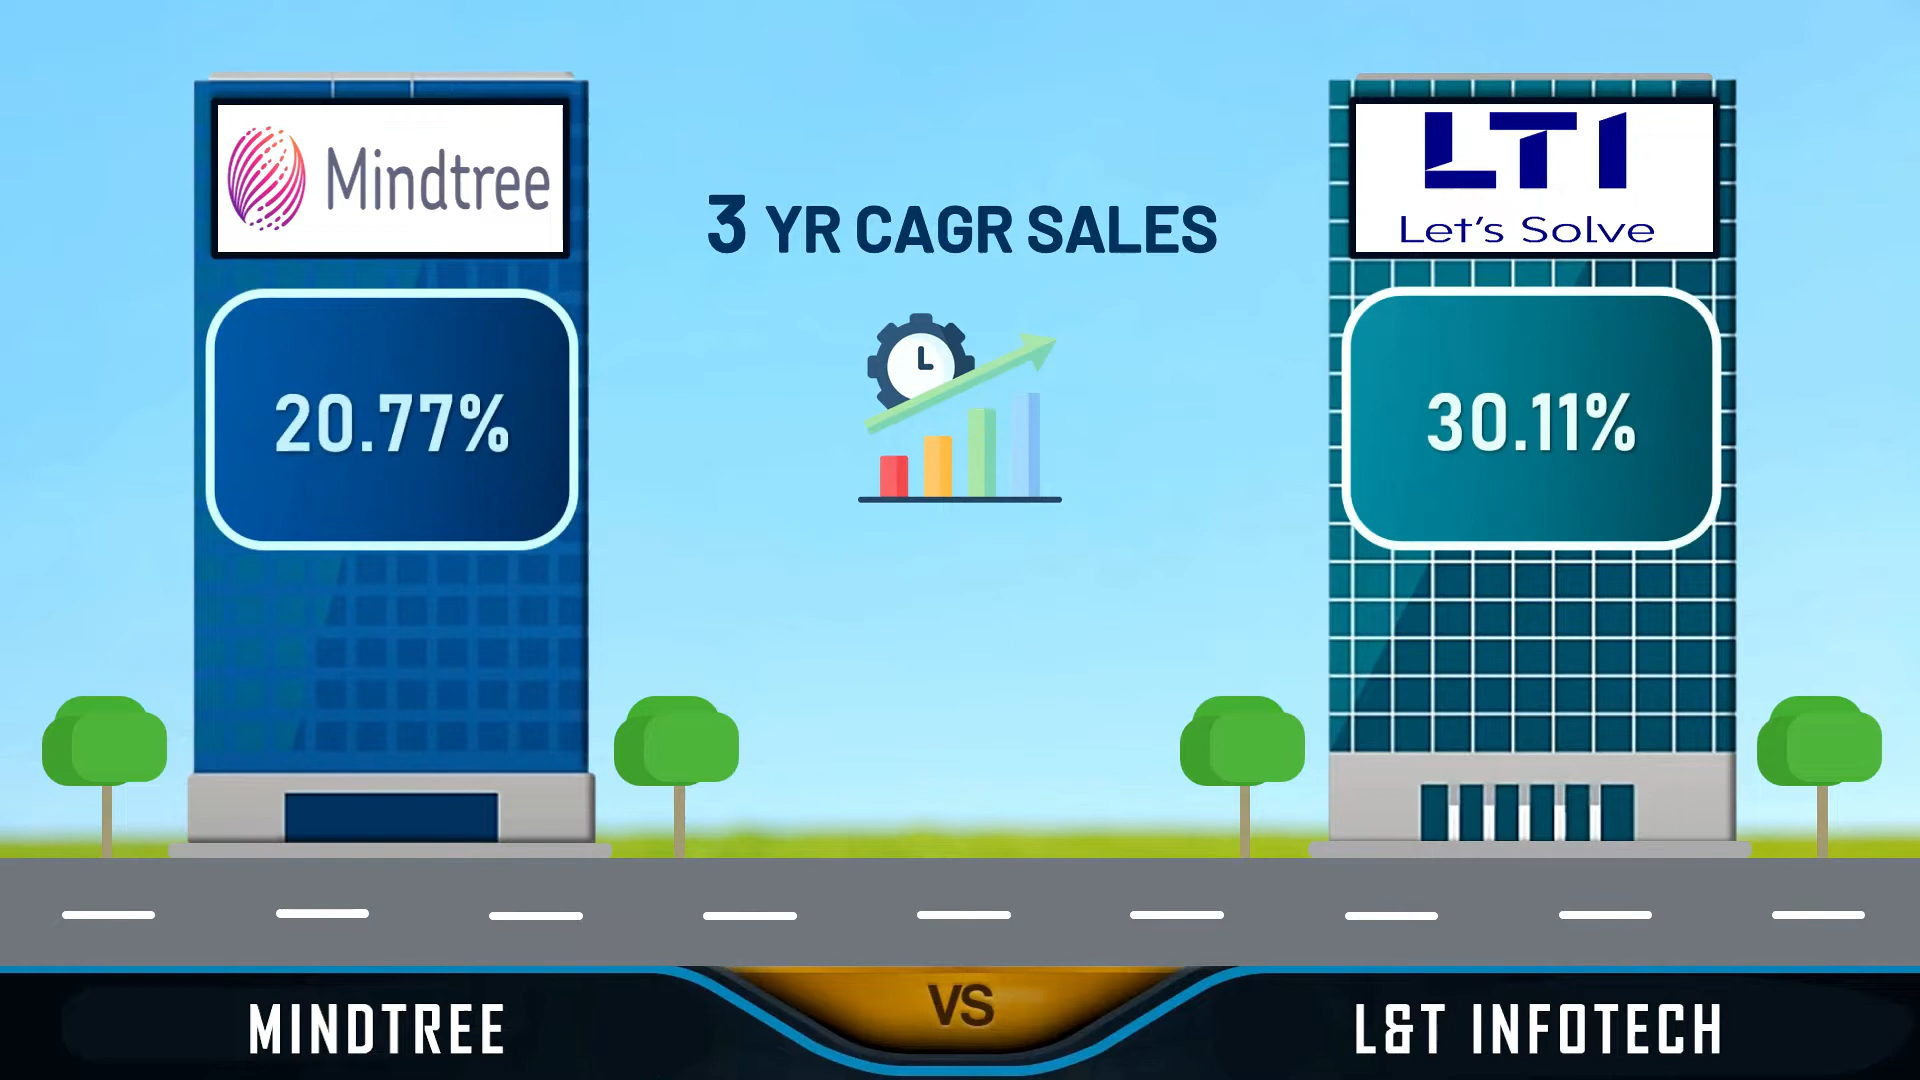 Mindtree
3 YR CAGR SALES
LTI
Let's Solve
20.77%
30.11%
MINDTREE
VS
L&T INFOTECH